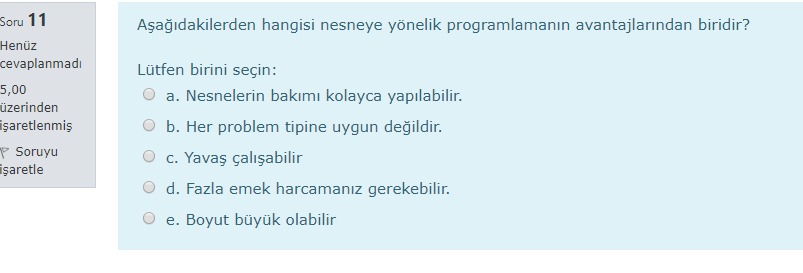 Soru 11
Henüz
cevaplanmadı
5,00
üzerinden
işaretlenmiş
Soruyu
işaretle
Aşağıdakilerden hangisi nesneye yönelik programlamanın avantajlarından biridir?
Lütfen birini seçin:
a. Nesnelerin bakımı kolayca yapılabilir.
b. Her problem tipine uygun değildir.
c. Yavaş çalışabilir
d. Fazla emek harcamanız gerekebilir.
e. Boyut büyük olabilir